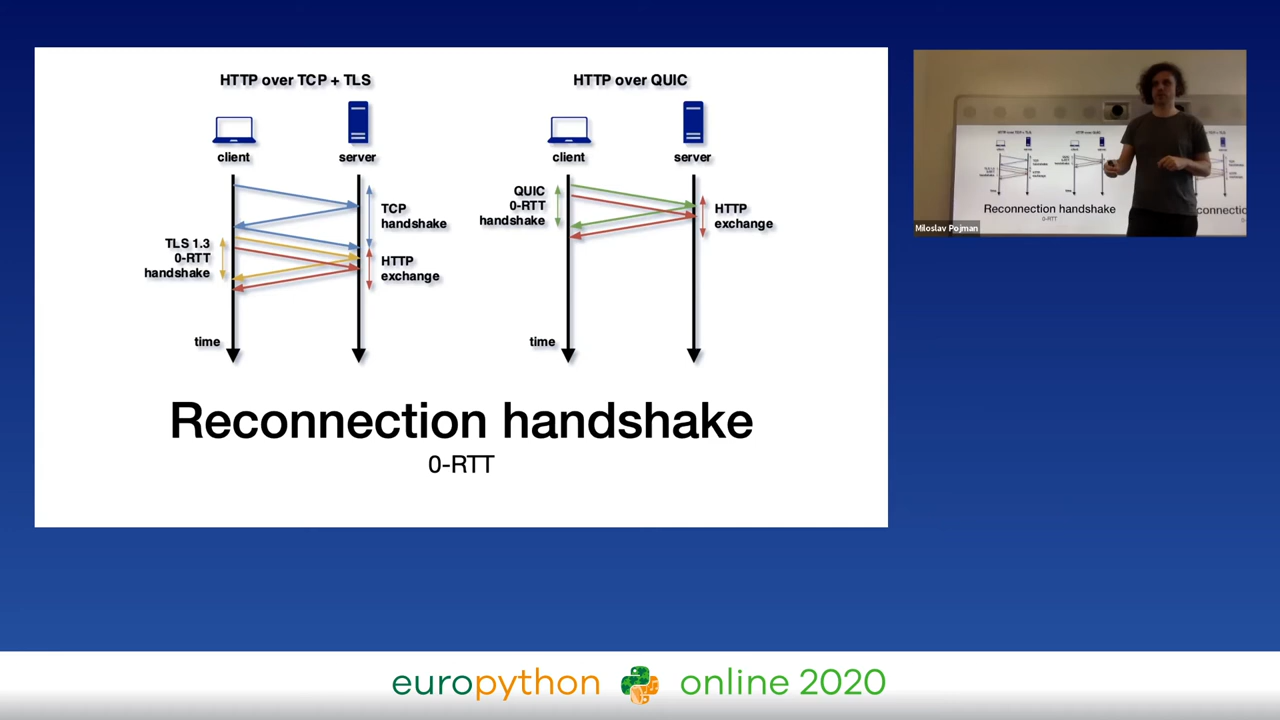 HTTP over TCP + TLS
client
server
TCP
handshake
TLS 1.3
0-RTT
handshake
HTTP
exchange
time
HTTP over QUIC
client
server
QUIC
0-RTT
handshake
HTTP
exchange
time
Reconnection handshake
0-RTT
Reconnection handshake
0-RTT
Miloslav Pojman
europython online 2020